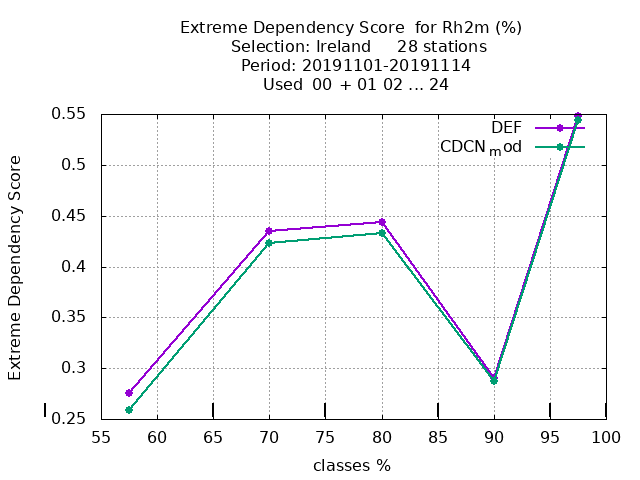 Extreme Dependency Score for Rh2m (%)
Selection: Ireland 28 stations
Period: 20191101-20191114
Used 00 + 01 02 ... 24
DEF
CDCNmod
Extreme Dependency Score
0.55
0.5
0.45
0.4
0.35
0.3
0.25
55 60 65 70 75 80 85 90 95 100
classes %